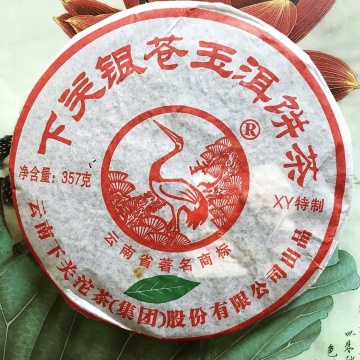 下关银苍玉洱饼茶
®
净含量:357克
XY特制
云南省著名商标
云南下关沱茶(集团)股份有限公司出品